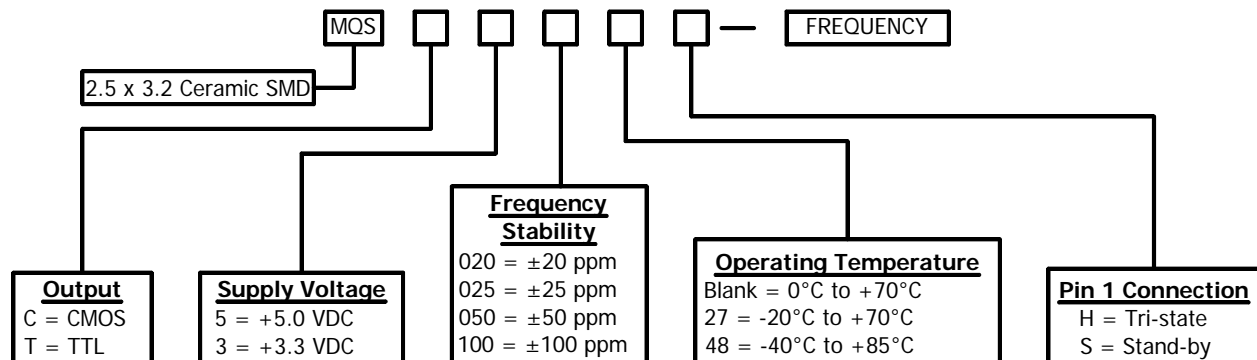 MQS — FREQUENCY
2.5 x 3.2 Ceramic SMD
Output
C = CMOS
T = TTL
Supply Voltage
5 = +5.0 VDC
3 = +3.3 VDC
Frequency
Stability
020 = ±20 ppm
025 = ±25 ppm
050 = ±50 ppm
100 = ±100 ppm
Operating Temperature
Blank = 0°C to +70°C
27 = -20°C to +70°C
48 = -40°C to +85°C
Pin 1 Connection
H = Tri-state
S = Stand-by